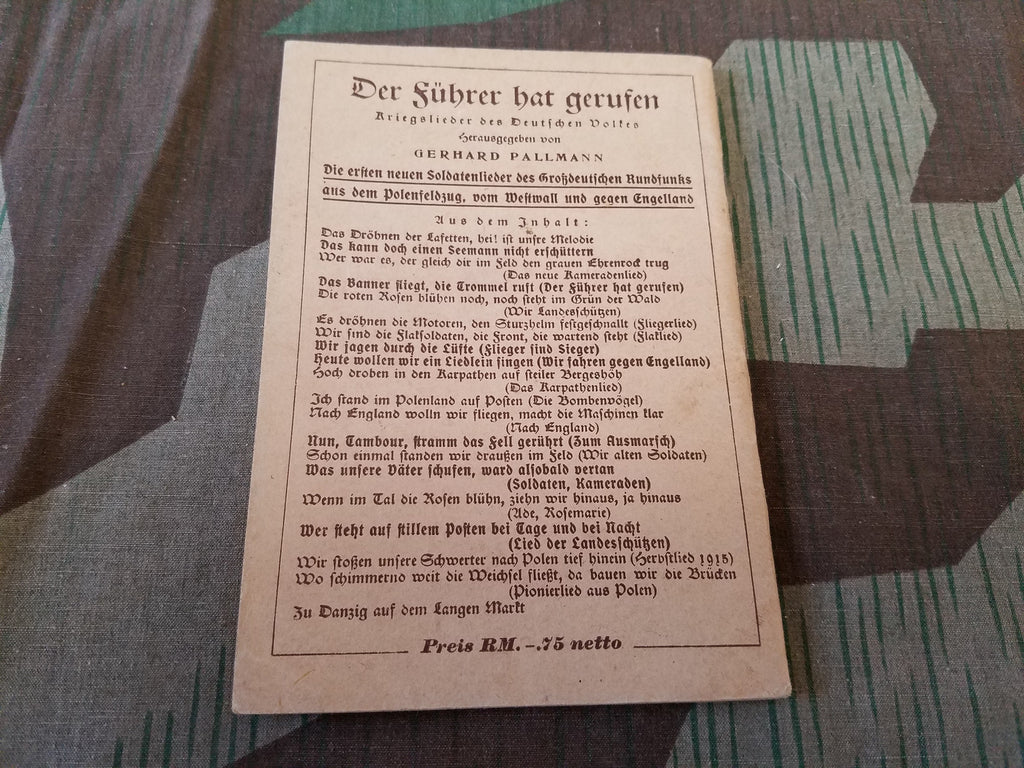 Der Führer hat gerufen
Kriegslieder des Deutschen Volkes
Herausgegeben von
GERHARD PALLMANN
Die ersten neuen Soldatenlieder des Großdeutschen Rundfunks
aus dem Polenfeldzug, vom Westwall und gegen Engelland
Aus dem Inhalt:
Das Dröhnen der Lafetten, hei! ist unsre Melodie
Das kann doch einen Seemann nicht erschüttern
Wer war es, der gleich dir im Feld den grauen Ehrenrock trug
(Das neue Kameradenlied)
Das Banner fliegt, die Trommel ruft (Der Führer hat gerufen)
Die roten Rosen blühen noch, noch steht im Grün der Wald
(Wir Landesschützen)
Es dröhnen die Motoren, den Sturzhelm festgeschnallt (Fliegerlied)
Wir sind die Flaksoldaten, die Front, die wartend steht (Flaklied)
Wir jagen durch die Lüfte (Flieger sind Sieger)
Heute wollen wir ein Liedlein singen (Wir fahren gegen Engelland)
Hoch droben in den Karpathen auf steiler Bergeshöh
(Das Karpathenlied)
Ich stand im Polenland auf Posten (Die Bombenvögel)
Nach England wolln wir fliegen, macht die Maschinen klar
(Nach England)
Nun, Tambour, stramm das Fell gerührt (Zum Ausmarsch)
Schon einmal standen wir draußen im Feld (Wir alten Soldaten)
Was unsere Väter schufen, ward alsobald vertan
(Soldaten, Kameraden)
Wenn im Tal die Rosen blühn, ziehn wir hinaus, ja hinaus
(Ade, Rosemarie)
Wer steht auf stillem Posten bei Tage und bei Nacht
(Lied der Landesschützen)
Wir stoßen unsere Schwerter nach Polen tief hinein (Herbstlied 1915)
Wo schimmernd weit die Weichsel fließt, da bauen wir die Brücken
(Pionierlied aus Polen)
Zu Danzig auf dem Langen Markt
Preis RM. -.75 netto